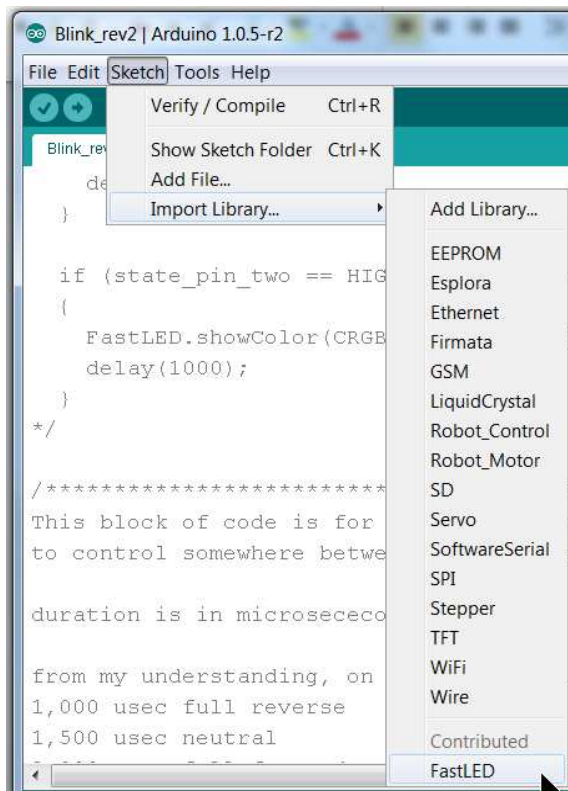 Blink_rev2 | Arduino 1.0.5-r2
File Edit Sketch Tools Help
Verify / Compile Ctrl+R
Blink_rev
Show Sketch Folder Ctrl+K
Add File...
Import Library...
Add Library...
de
}
EEPROM
if (state_pin_two == HIG
Esplora
{
Ethernet
FastLED.showColor(CRGB
Firmata
delay(1000);
GSM
}
LiquidCrystal
*/
Robot_Control
Robot_Motor
/*****************************
SD
This block of code is for
Servo
to control somewhere betwe
SoftwareSerial
SPI
duration is in microsececo
Stepper
TFT
from my understanding, on
WiFi
1,000 usec full reverse
Wire
1,500 usec neutral
Contributed
FastLED